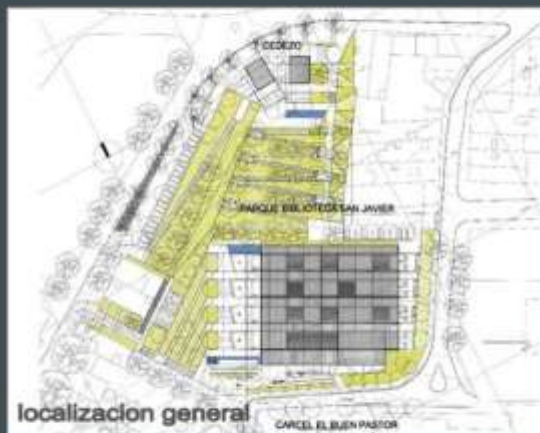 CEDEZO
PARQUE BIBLIOTECA SAN JAVIER
localizacion general
CARCEL EL BUEN PASTOR